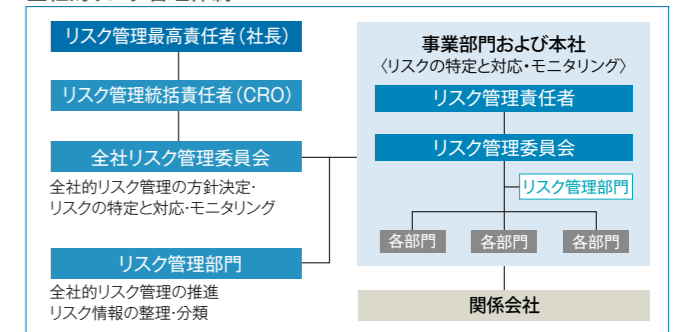 リスク管理最高責任者(社長)
リスク管理統括責任者(CRO)
全社リスク管理委員会
全社的リスク管理の方針決定・
リスクの特定と対応・モニタリング
リスク管理部門
全社的リスク管理の推進
リスク情報の整理・分類
事業部門および本社
〈リスクの特定と対応・モニタリング〉
リスク管理責任者
リスク管理委員会
リスク管理部門
各部門
各部門
各部門
関係会社